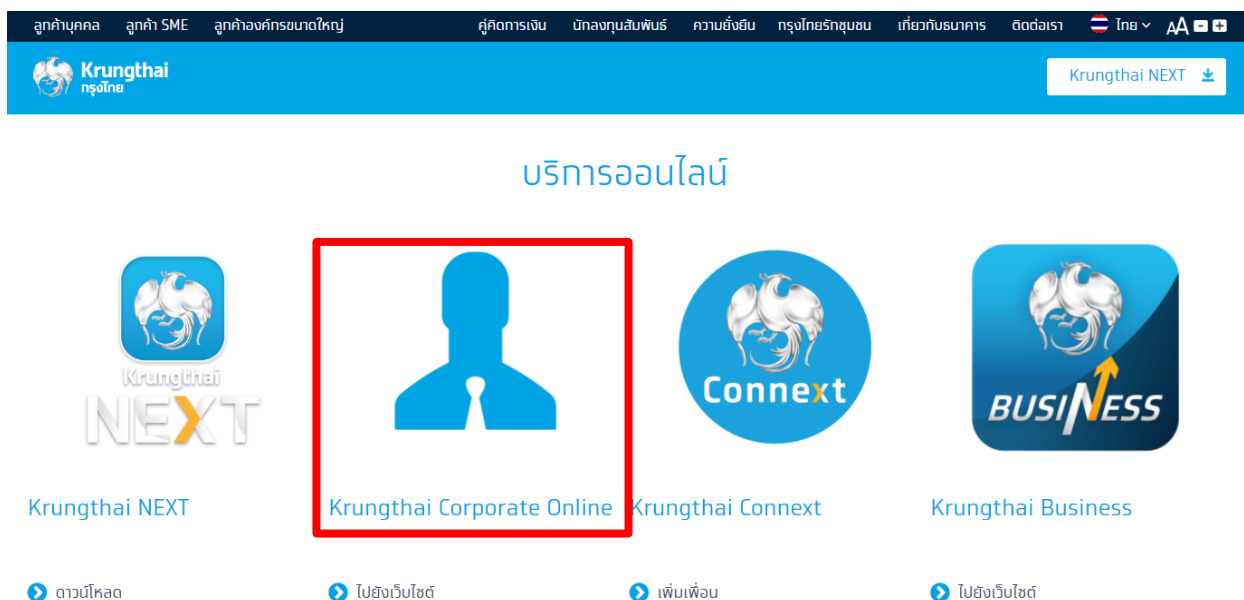 ลูกค้าบุคคล ลูกค้า SME ลูกค้าองค์กรขนาดใหญ่ คู่คิดการเงิน นักลงทุนสัมพันธ์ ความยั่งยืน กรุงไทยรักชุมชน เกี่ยวกับธนาคาร ติดต่อเรา ไทย AA
Krungthai
กรุงไทย
Krungthai NEXT
บริการออนไลน์
Krungthai
NEXT
Connext
BUSINESS
Krungthai NEXT Krungthai Corporate Online Krungthai Connext Krungthai Business
ดาวน์โหลด ไปยังเว็บไซต์ เพิ่มเพื่อน ไปยังเว็บไซต์